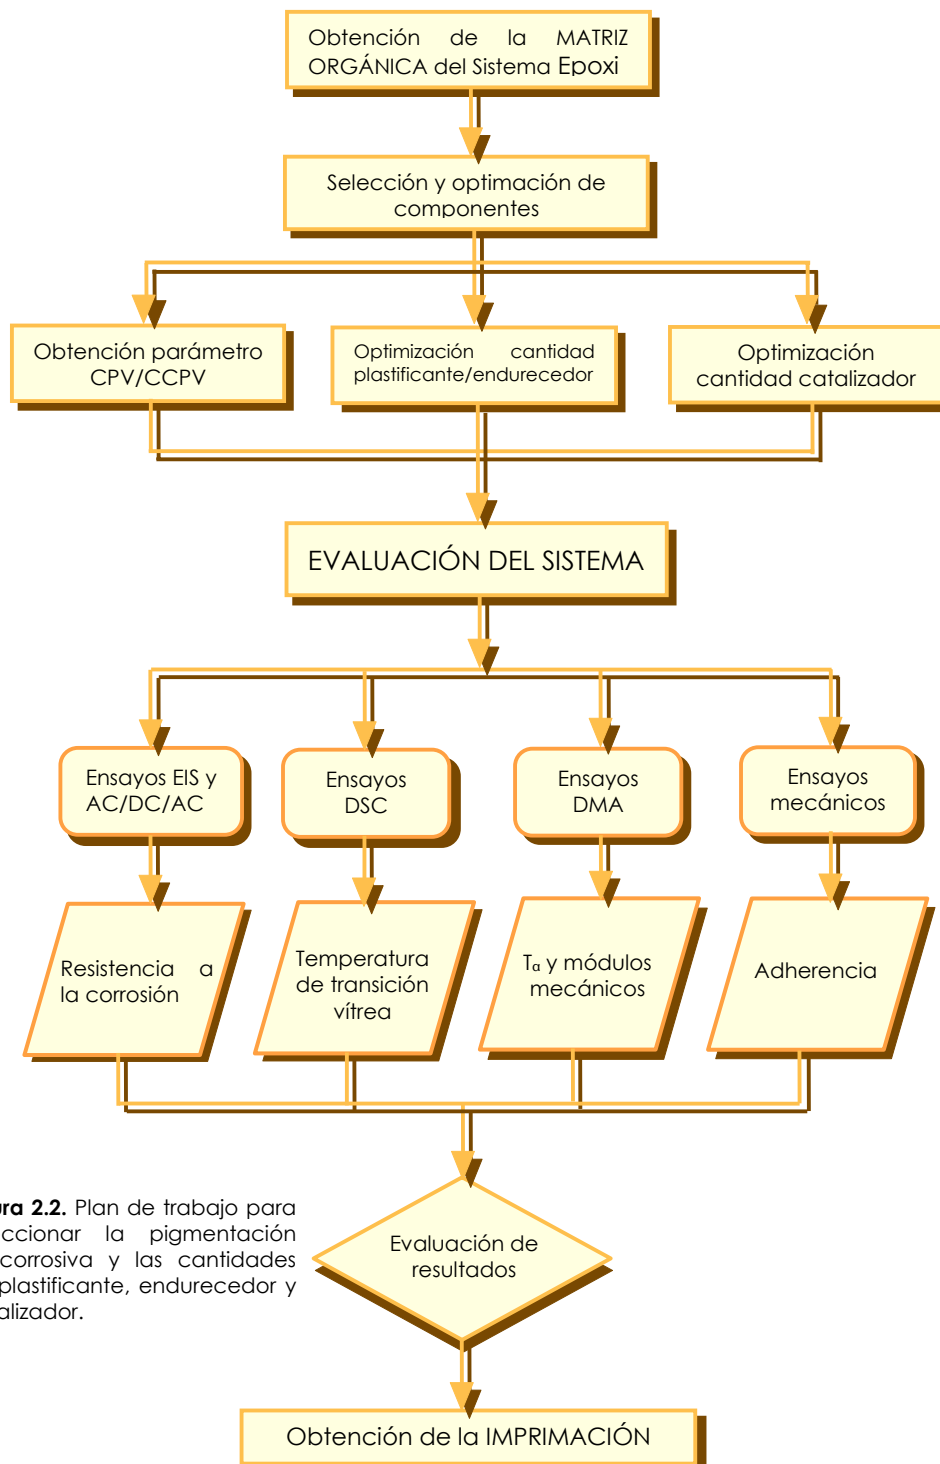 Obtención de la MATRIZ
ORGÁNICA del Sistema Epoxi
Selección y optimación de
componentes
Obtención parámetro
CPV/CCPV
Optimización cantidad
plastificante/endurecedor
Optimización
cantidad catalizador
EVALUACIÓN DEL SISTEMA
Ensayos EIS y
AC/DC/AC
Ensayos
DSC
Ensayos
DMA
Ensayos
mecánicos
Resistencia a
la corrosión
Temperatura
de transición
vítrea
Tα y módulos
mecánicos
Adherencia
ura 2.2. Plan de trabajo para
ccionar la pigmentación
corrosiva y las cantidades
plastificante, endurecedor y
alizador.
Evaluación de
resultados
Obtención de la IMPRIMACIÓN